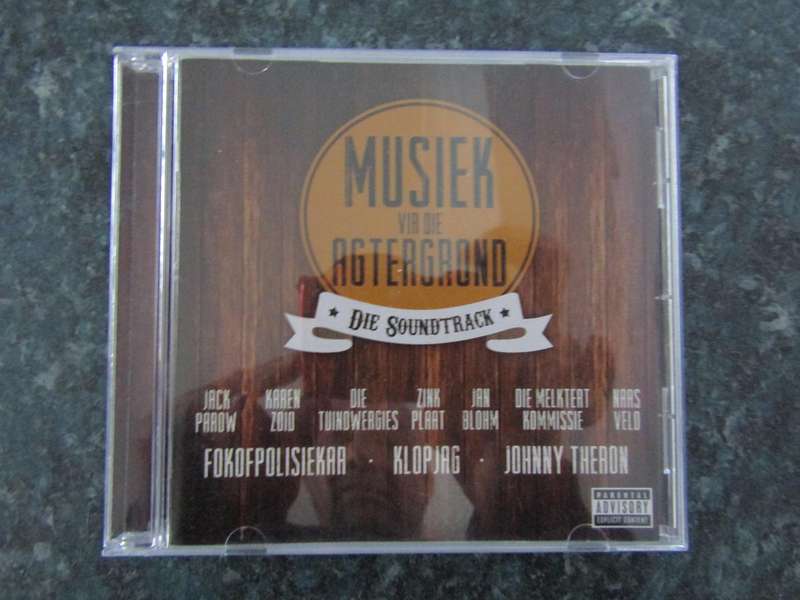 MUSIEK
VIR DIE
AGTERGROND
DIE SOUNDTRACK
JACK PAROW
KAREN ZOID
DIE TUINDWERGIES
ZINK PLAAT
JAN BLOHM
DIE MELKTERT KOMMISSIE
NAAS VELD
FOKOFPOLISIEKAR · KLOPJAG · JOHNNY THERON
PARENTAL
ADVISORY
EXPLICIT CONTENT